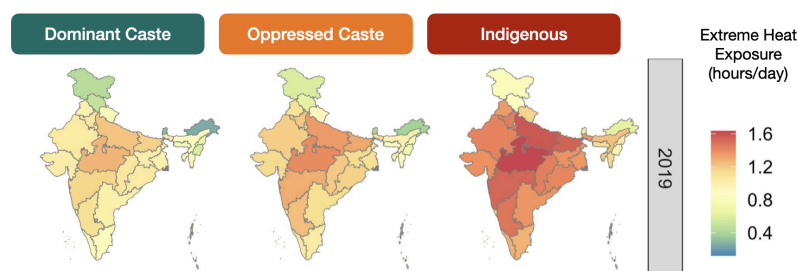 Dominant Caste
Oppressed Caste
Indigenous
Extreme Heat
Exposure
(hours/day)
1.6
1.2
0.8
0.4
2019